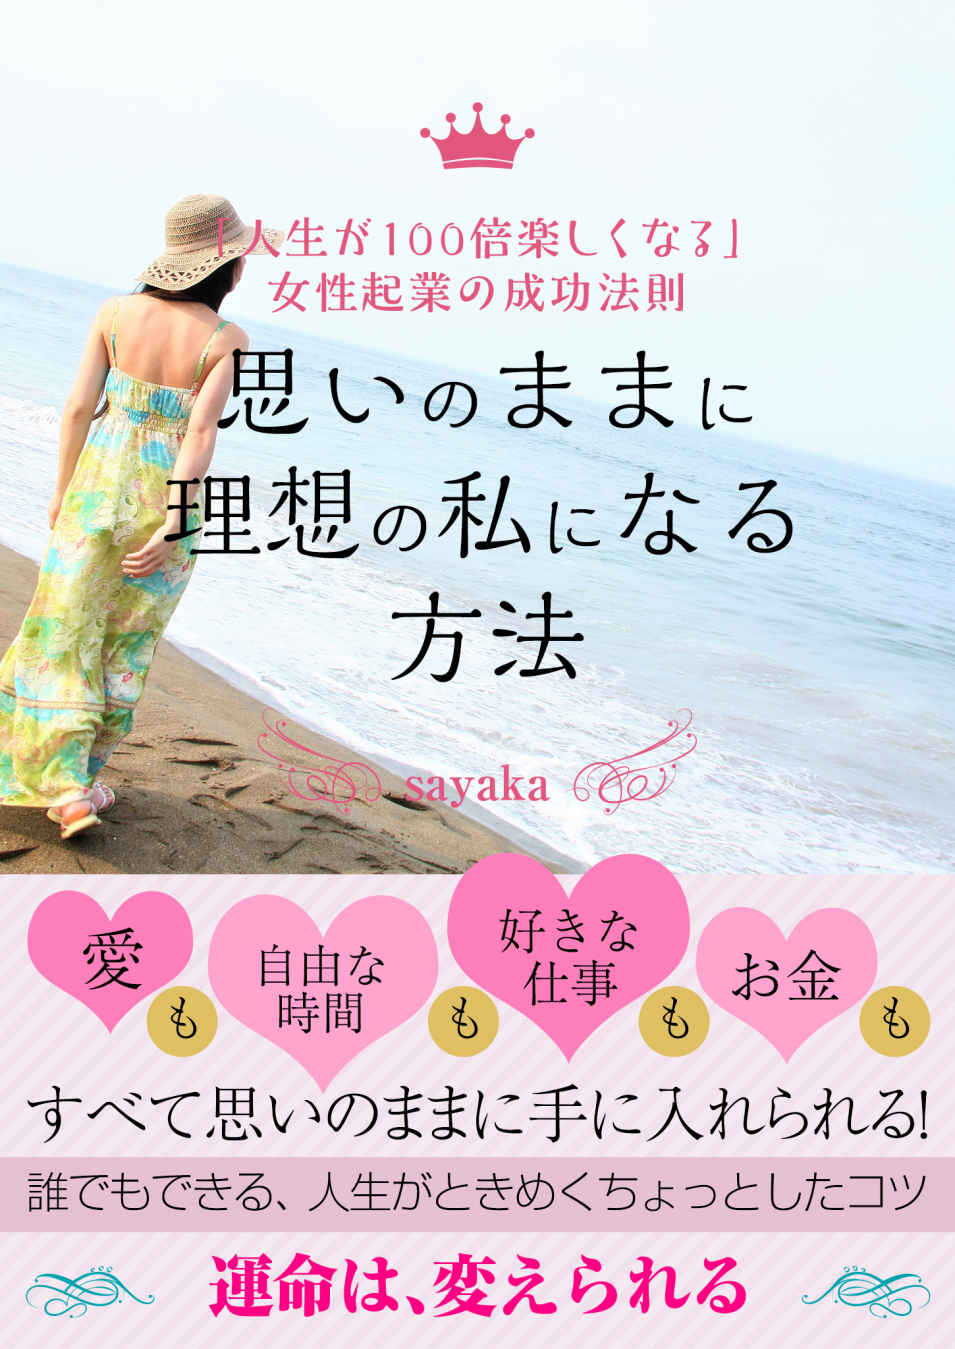 「人生が100倍楽しくなる」
女性起業の成功法則
思いのままに
理想の私になる
方法
sayaka
愛も
自由な
時間も
好きな
仕事も
お金も
すべて思いのままに手に入れられる!
誰でもできる、人生がときめくちょっとしたコツ
運命は、変えられる